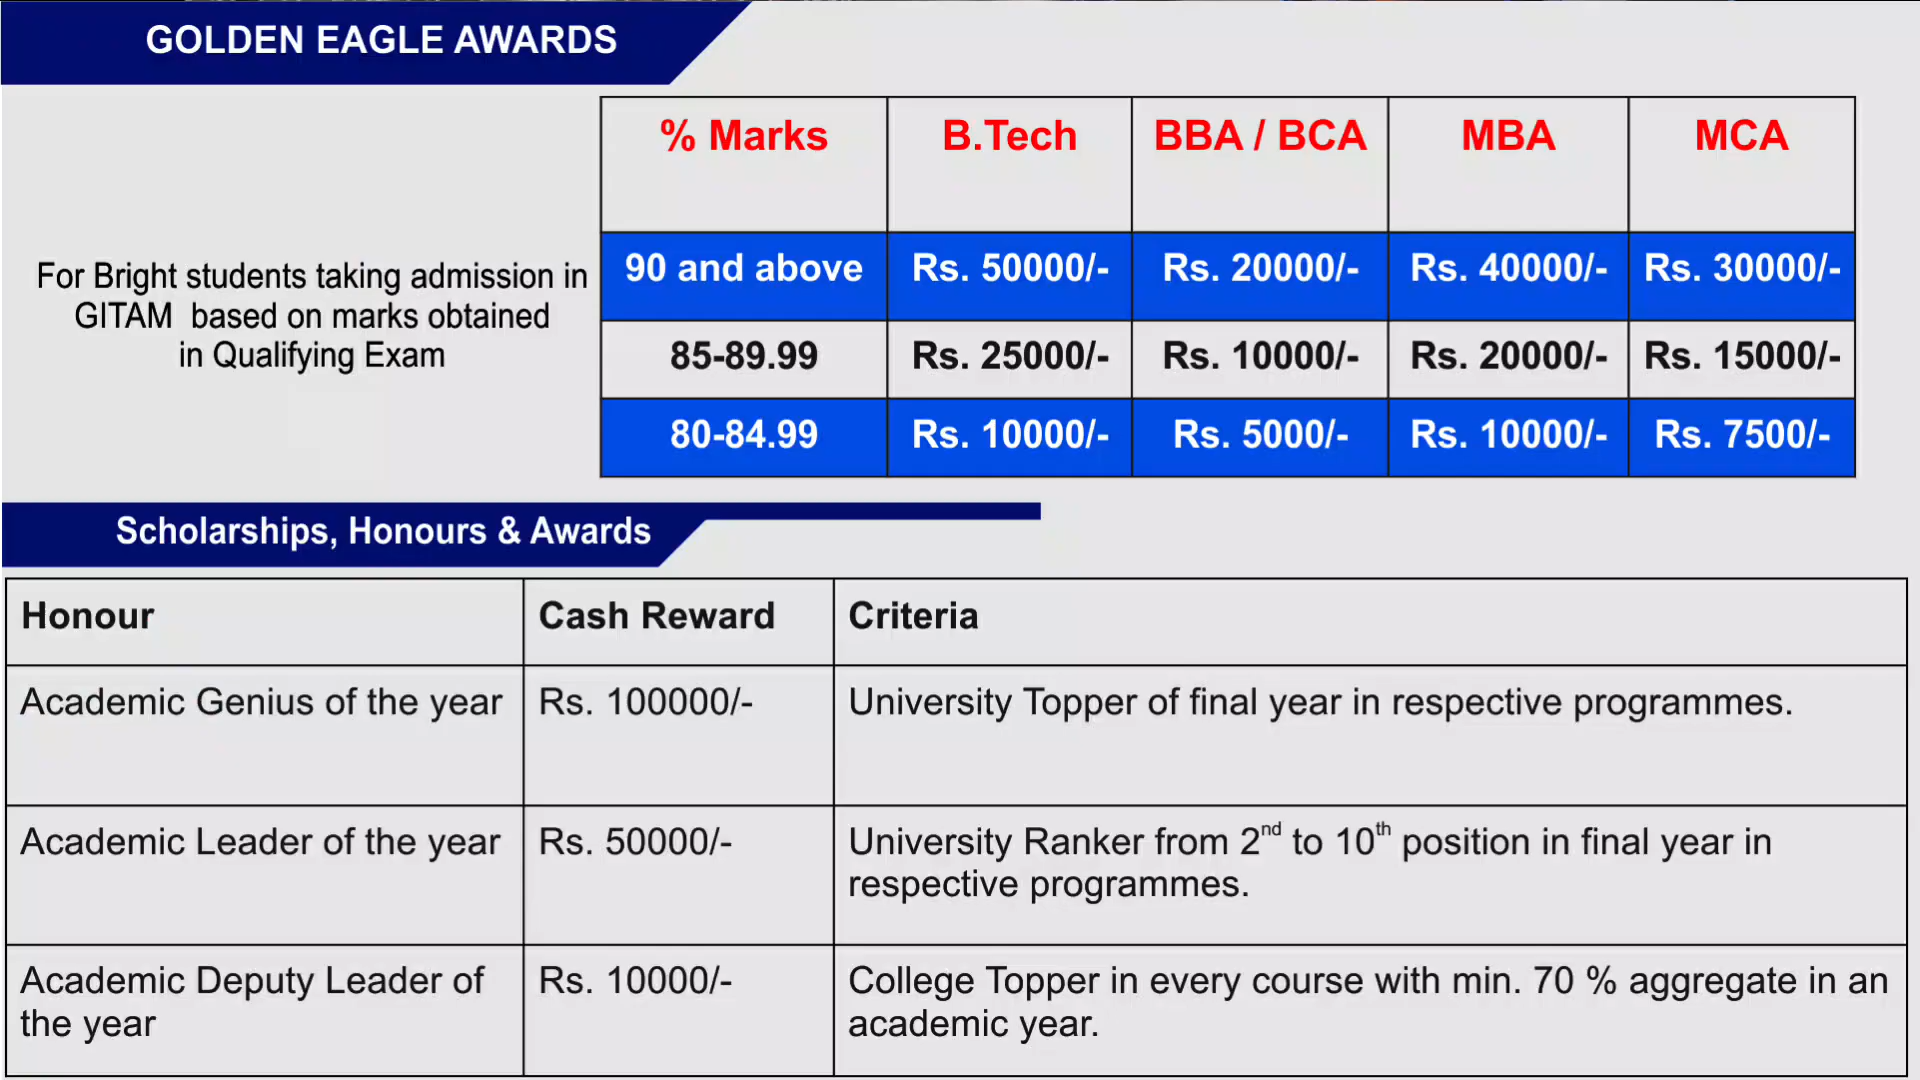 GOLDEN EAGLE AWARDS
For Bright students taking admission in
GITAM based on marks obtained
in Qualifying Exam
% Marks B.Tech BBA / BCA MBA MCA
90 and above Rs. 50000/- Rs. 20000/- Rs. 40000/- Rs. 30000/-
85-89.99 Rs. 25000/- Rs. 10000/- Rs. 20000/- Rs. 15000/-
80-84.99 Rs. 10000/- Rs. 5000/- Rs. 10000/- Rs. 7500/-
Scholarships, Honours & Awards
Honour Cash Reward Criteria
Academic Genius of the year Rs. 100000/- University Topper of final year in respective programmes.
Academic Leader of the year Rs. 50000/- University Ranker from 2nd to 10th position in final year in
respective programmes.
Academic Deputy Leader of Rs. 10000/- College Topper in every course with min. 70 % aggregate in an
the year academic year.